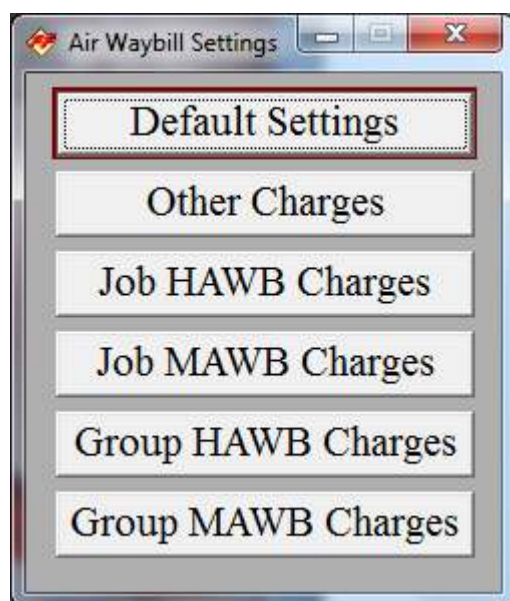 Air Waybill Settings
Default Settings
Other Charges
Job HAWB Charges
Job MAWB Charges
Group HAWB Charges
Group MAWB Charges